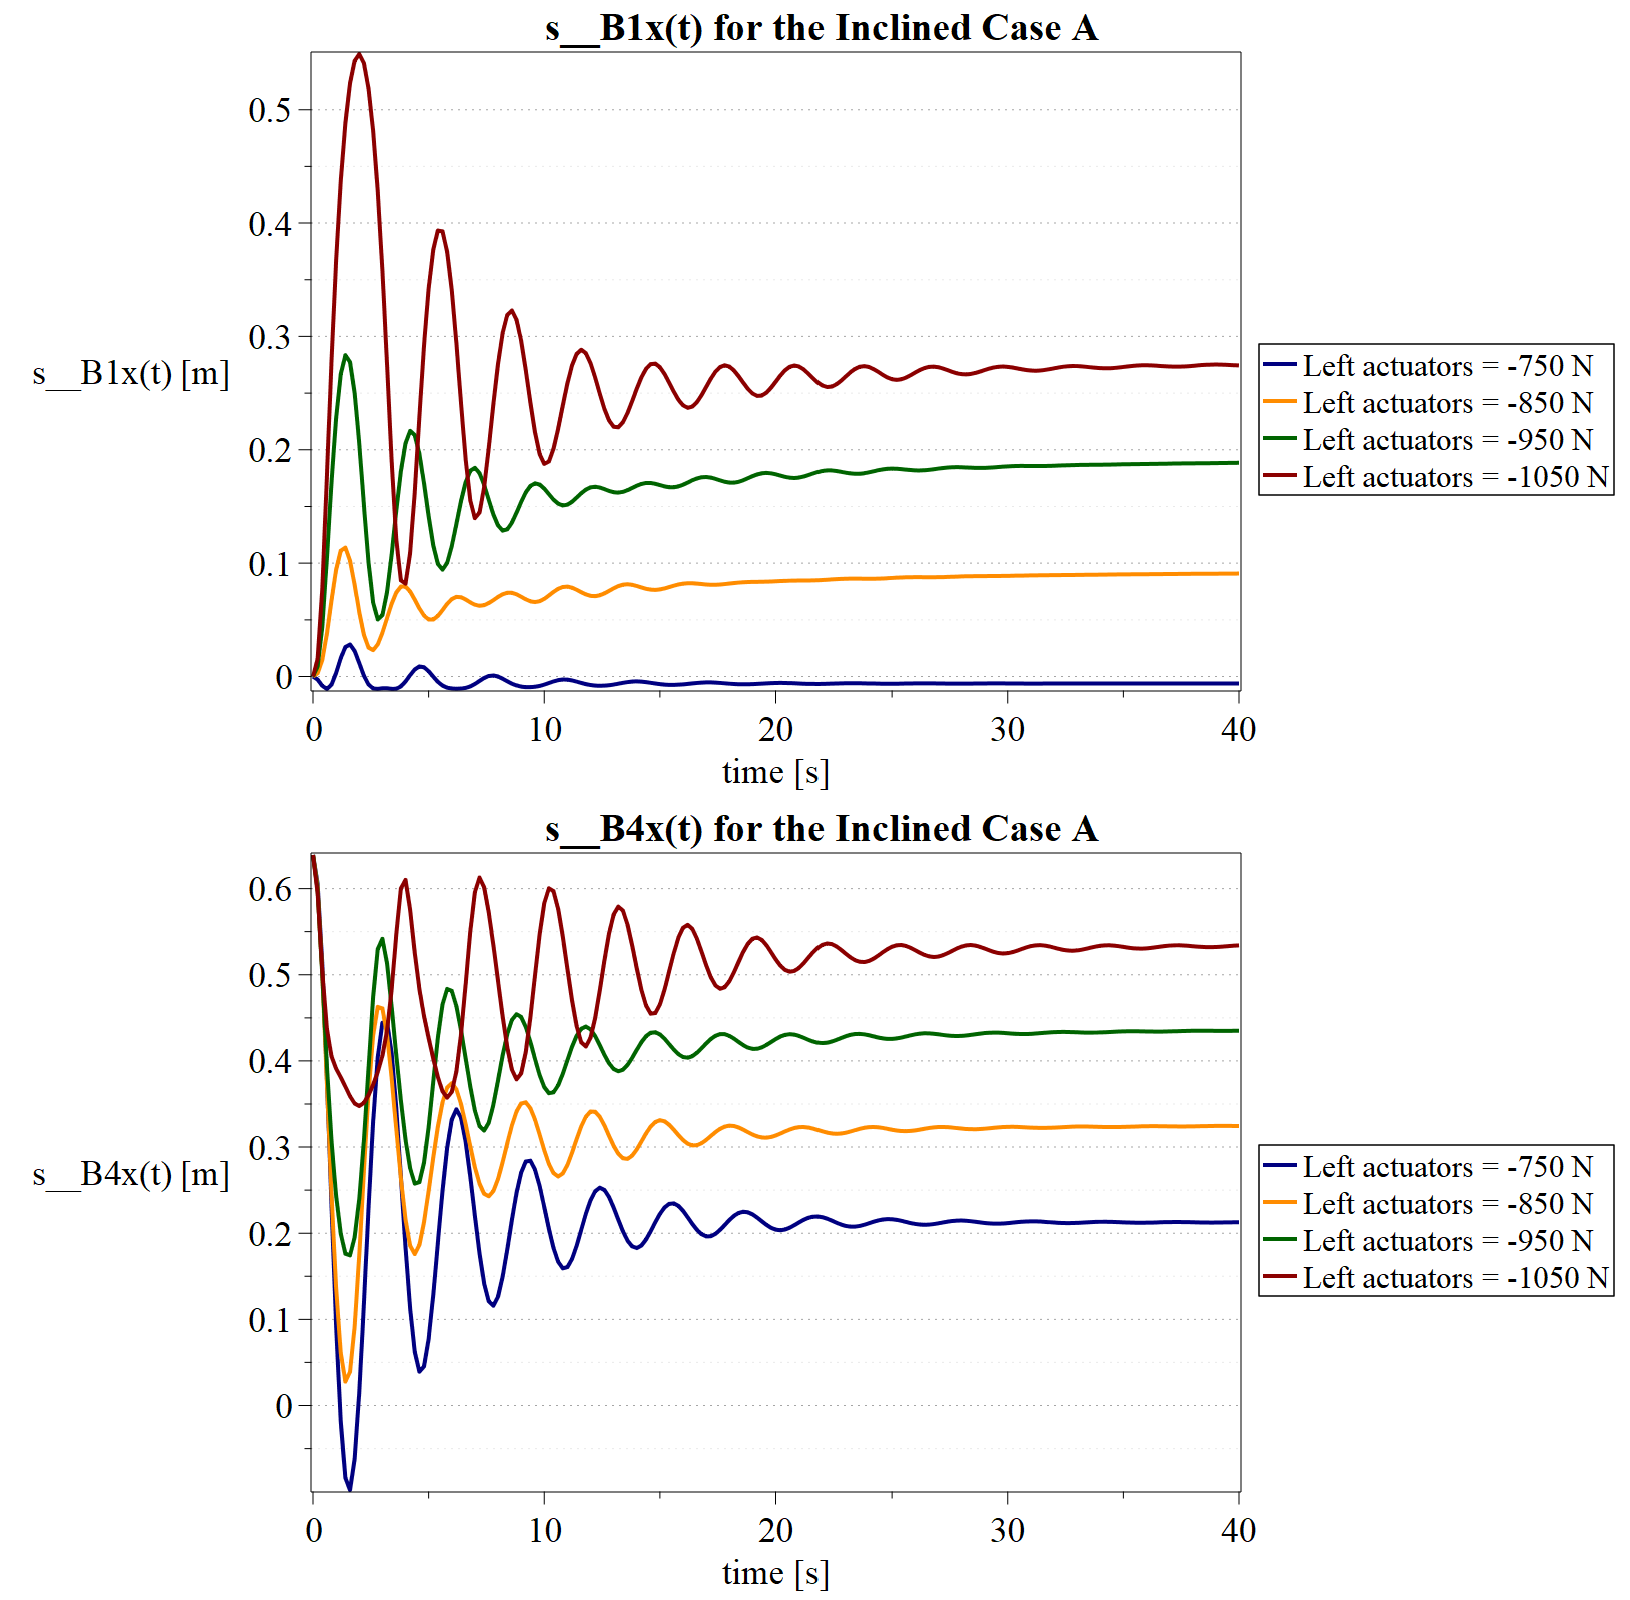 s__B1x(t) for the Inclined Case A
0.5
0.4
0.3
s__B1x(t) [m]
0.2
0.1
0
0 10 20 30 40
time [s]
Left actuators = -750 N
Left actuators = -850 N
Left actuators = -950 N
Left actuators = -1050 N
s__B4x(t) for the Inclined Case A
0.6
0.5
0.4
0.3
s__B4x(t) [m]
0.2
0.1
0
0 10 20 30 40
time [s]
Left actuators = -750 N
Left actuators = -850 N
Left actuators = -950 N
Left actuators = -1050 N